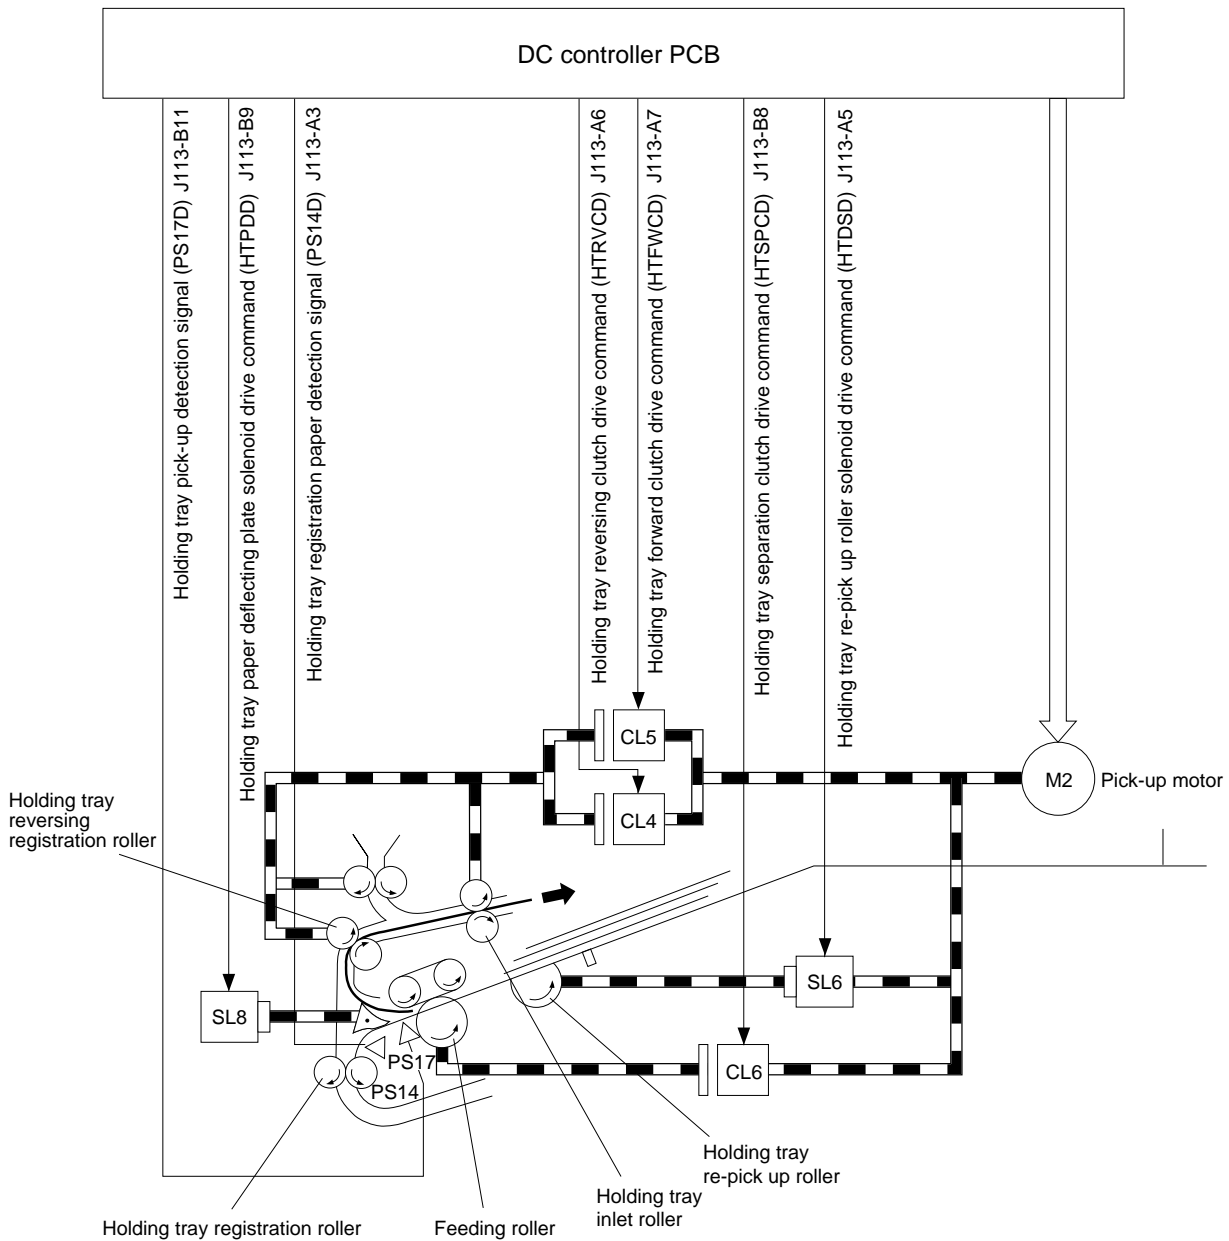 DC controller PCB
Holding tray pick-up detection signal (PS17D) J113-B11
Holding tray paper deflecting plate solenoid drive command (HTPDD) J113-B9
Holding tray registration paper detection signal (PS14D) J113-A3
Holding tray reversing clutch drive command (HTRVCD) J113-A6
Holding tray forward clutch drive command (HTFWCD) J113-A7
Holding tray separation clutch drive command (HTSPCD) J113-B8
Holding tray re-pick up roller solenoid drive command (HTDSD) J113-A5
CL5
M2
Pick-up motor
CL4
Holding tray
reversing
registration roller
SL6
SL8
PS17
CL6
PS14
Holding tray
re-pick up roller
Holding tray
inlet roller
Holding tray registration roller
Feeding roller